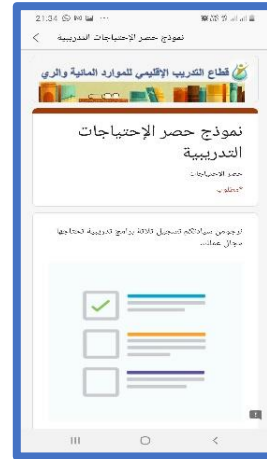 21:34
نموذج حصر الإحتياجات التدريبية
قطاع التدريب الإقليمي للموارد المائية والري
نموذج حصر الإحتياجات
التدريبية
حصر الاحتياجات
*مطلوب
نرجو من سيادتكم تسجيل ثلاثة برامج تدريبية تحتاجها
مجال عملك